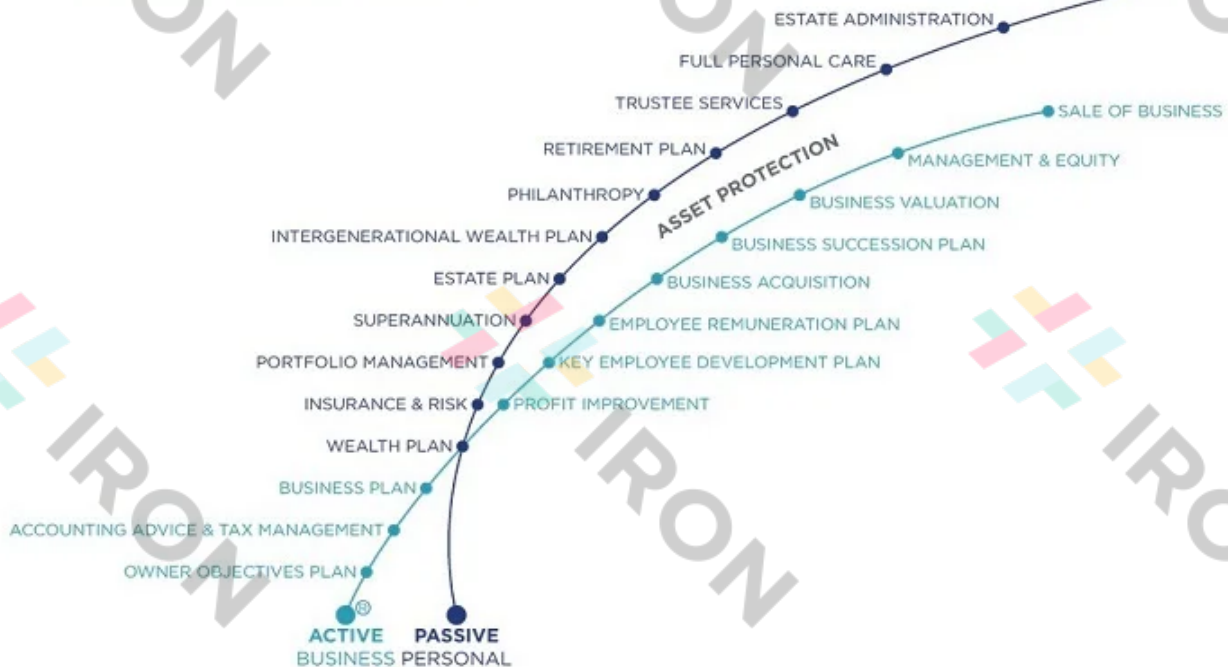 ESTATE ADMINISTRATION
FULL PERSONAL CARE
TRUSTEE SERVICES
SALE OF BUSINESS
RETIREMENT PLAN
ASSET PROTECTION
MANAGEMENT & EQUITY
PHILANTHROPY
BUSINESS VALUATION
INTERGENERATIONAL WEALTH PLAN
BUSINESS SUCCESSION PLAN
ESTATE PLAN
BUSINESS ACQUISITION
SUPERANNUATION
EMPLOYEE REMUNERATION PLAN
PORTFOLIO MANAGEMENT
KEY EMPLOYEE DEVELOPMENT PLAN
INSURANCE & RISK
PROFIT IMPROVEMENT
WEALTH PLAN
BUSINESS PLAN
ACCOUNTING ADVICE & TAX MANAGEMENT
OWNER OBJECTIVES PLAN
®
ACTIVE PASSIVE
BUSINESS PERSONAL
IRON
IRON
IRON